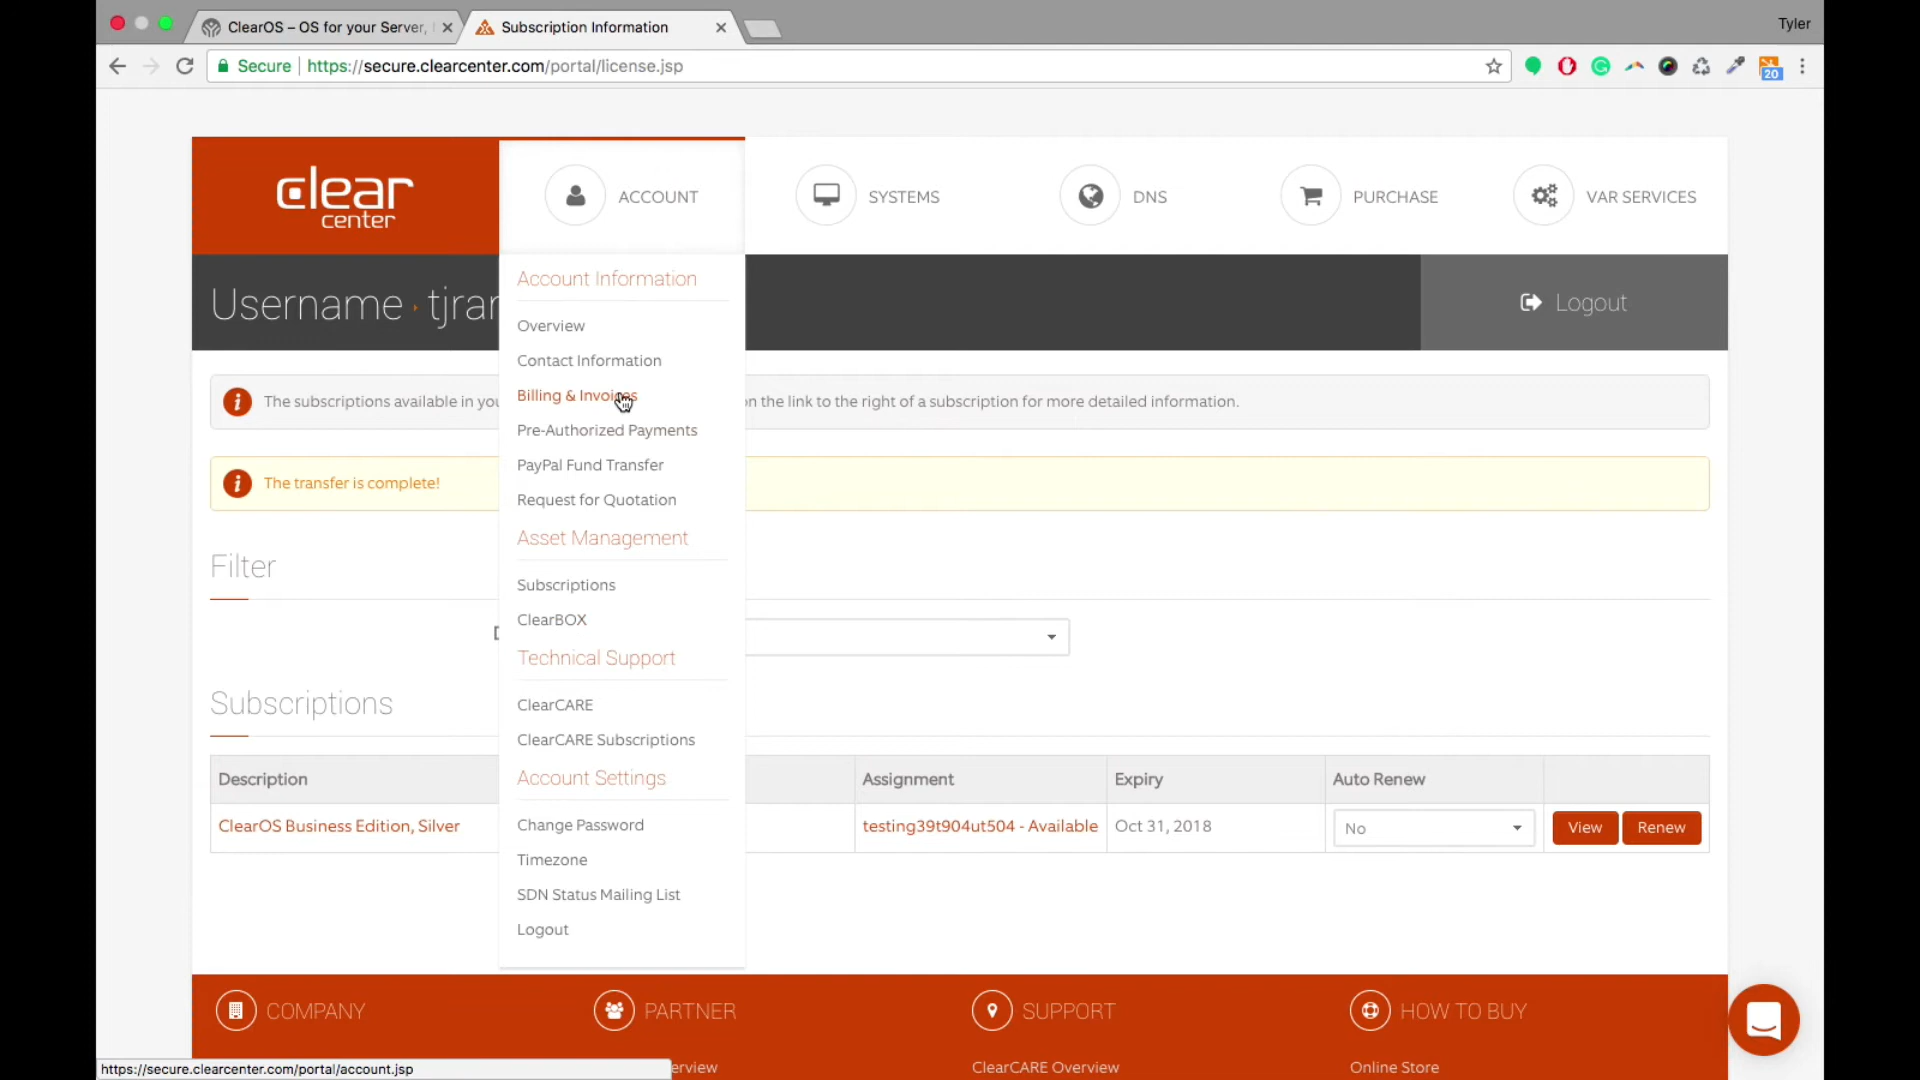 ClearOS – OS for your Server,
Subscription Information
Tyler
Secure
https://secure.clearcenter.com/portal/license.jsp
20
clear
center
ACCOUNT
SYSTEMS
DNS
PURCHASE
VAR SERVICES
Username
Logout
Account Information
Overview
Contact Information
Billing & Invoices
Pre-Authorized Payments
PayPal Fund Transfer
Request for Quotation
Asset Management
Subscriptions
ClearBOX
Technical Support
ClearCARE
ClearCARE Subscriptions
Account Settings
Change Password
Timezone
SDN Status Mailing List
Logout
The subscriptions available in
the link to the right of a subscription for more detailed information.
The transfer is complete!
Filter
Subscriptions
Description
Assignment
Expiry
Auto Renew
ClearOS Business Edition, Silver
testing39t904ut504 - Available
Oct 31, 2018
No
View
Renew
COMPANY
PARTNER
SUPPORT
HOW TO BUY
ClearCARE Overview
Online Store
https://secure.clearcenter.com/portal/account.jsp